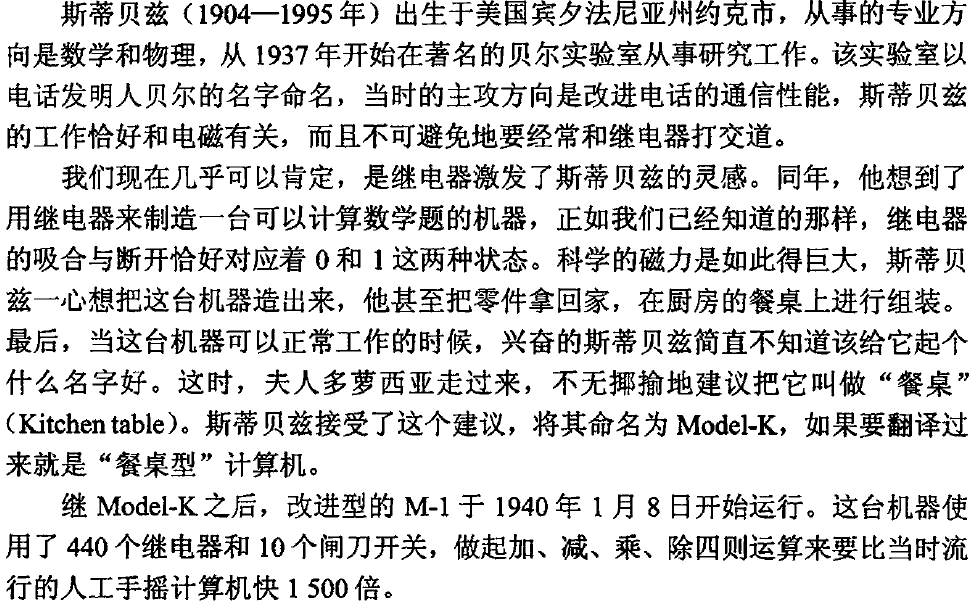 斯蒂贝兹（1904—1995年）出生于美国宾夕法尼亚州约克市，从事的专业方
向是数学和物理，从1937年开始在著名的贝尔实验室从事研究工作。该实验室以
电话发明人贝尔的名字命名，当时的主攻方向是改进电话的通信性能，斯蒂贝兹
的工作恰好和电磁有关，而且不可避免地要经常和继电器打交道。
我们现在几乎可以肯定，是继电器激发了斯蒂贝兹的灵感。同年，他想到了
用继电器来制造一台可以计算数学题的机器，正如我们已经知道的那样，继电器
的吸合与断开恰好对应着0和1这两种状态。科学的磁力是如此得巨大，斯蒂贝
兹一心想把这台机器造出来，他甚至把零件拿回家，在厨房的餐桌上进行组装。
最后，当这台机器可以正常工作的时候，兴奋的斯蒂贝兹简直不知道该给它起个
什么名字好。这时，夫人多萝西亚走过来，不无揶揄地建议把它叫做“餐桌”
（Kitchen table）。斯蒂贝兹接受了这个建议，将其命名为Model-K，如果要翻译过
来就是“餐桌型”计算机。
继Model-K之后，改进型的M-1于1940年1月8日开始运行。这台机器使
用了440个继电器和10个闸刀开关，做起加、减、乘、除四则运算来要比当时流
行的人工手摇计算机快1 500倍。